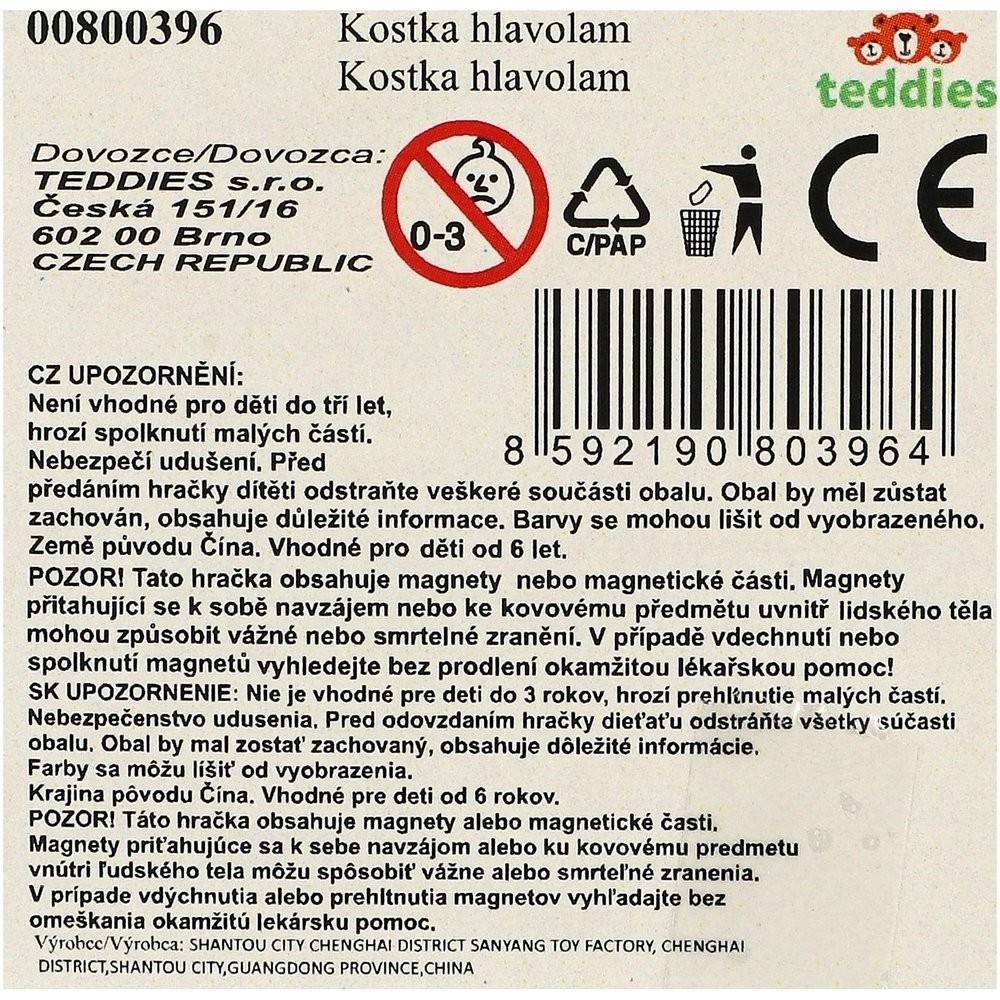 00800396
Kostka hlavolam
Kostka hlavolam
teddies
Dovozce/Dovozca:
TEDDIES s.r.o.
Česká 151/16
602 00 Brno
CZECH REPUBLIC
0-3
C/PAP
CE
8 592190 803964
CZ UPOZORNĚNÍ:
Není vhodné pro děti do tří let,
hrozí spolknutí malých částí.
Nebezpečí udušení. Před
předáním hračky dítěti odstraňte veškeré součásti obalu. Obal by měl zůstat
zachován, obsahuje důležité informace. Barvy se mohou lišit od vyobrazeného.
Země původu Čína. Vhodné pro děti od 6 let.
POZOR! Tato hračka obsahuje magnety nebo magnetické části. Magnety
přitahující se k sobě navzájem nebo ke kovovému předmětu uvnitř lidského těla
mohou způsobit vážné nebo smrtelné zranění. V případě vdechnutí nebo
spolknutí magnetů vyhledejte bez prodlení okamžitou lékařskou pomoc!
SK UPOZORNENIE: Nie je vhodné pre deti do 3 rokov, hrozí prehltnutie malých častí.
Nebezpečenstvo udusenia. Pred odovzdaním hračky dieťaťu odstráňte všetky súčasti
obalu. Obal by mal zostať zachovaný, obsahuje dôležité informácie.
Farby sa môžu líšiť od vyobrazenia.
Krajina pôvodu Čína. Vhodné pre deti od 6 rokov.
POZOR! Táto hračka obsahuje magnety alebo magnetické časti.
Magnety priťahujúce sa k sebe navzájom alebo ku kovovému predmetu
vnútri ľudského tela môžu spôsobiť vážne alebo smrteľné zranenia.
V prípade vdýchnutia alebo prehltnutia magnetov vyhľadajte bez
omeškania okamžitú lekársku pomoc.
Výrobce/Výrobca: SHANTOU CITY CHENGHAI DISTRICT SANYANG TOY FACTORY, CHENGHAI
DISTRICT,SHANTOU CITY,GUANGDONG PROVINCE,CHINA